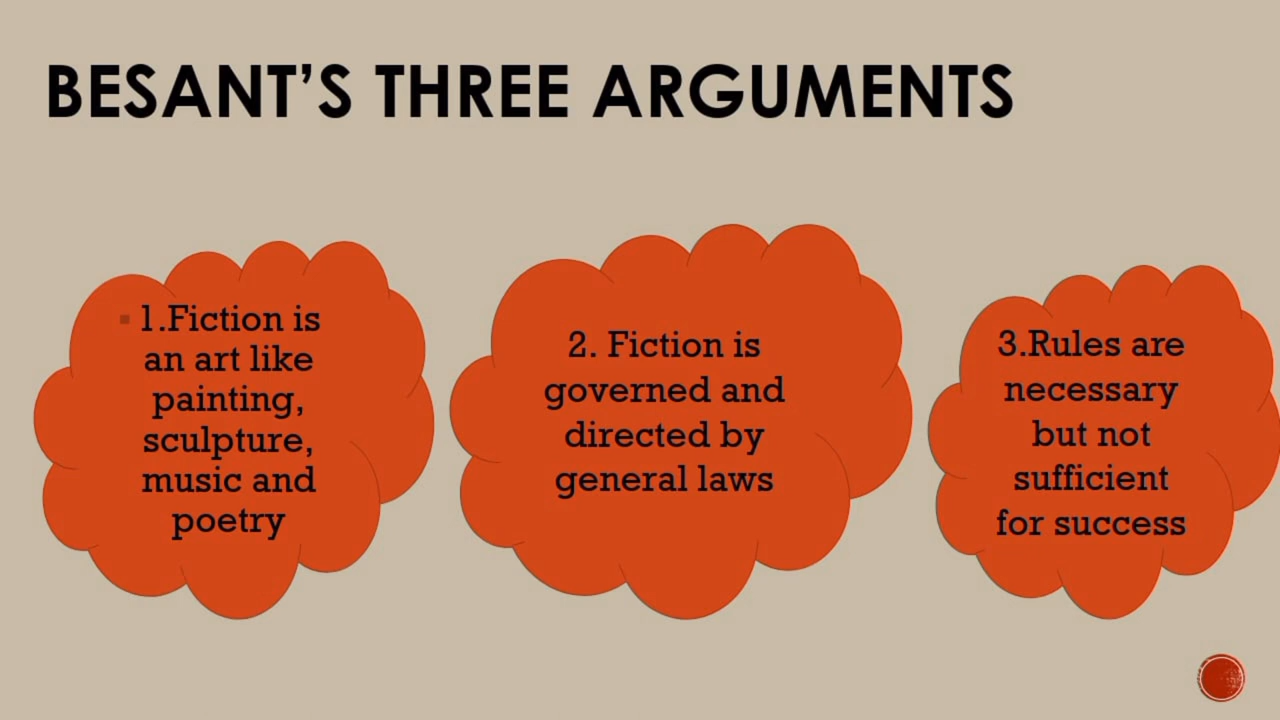 BESANT’S THREE ARGUMENTS
1.Fiction is
an art like
painting,
sculpture,
music and
poetry
2. Fiction is
governed and
directed by
general laws
3.Rules are
necessary
but not
sufficient
for success